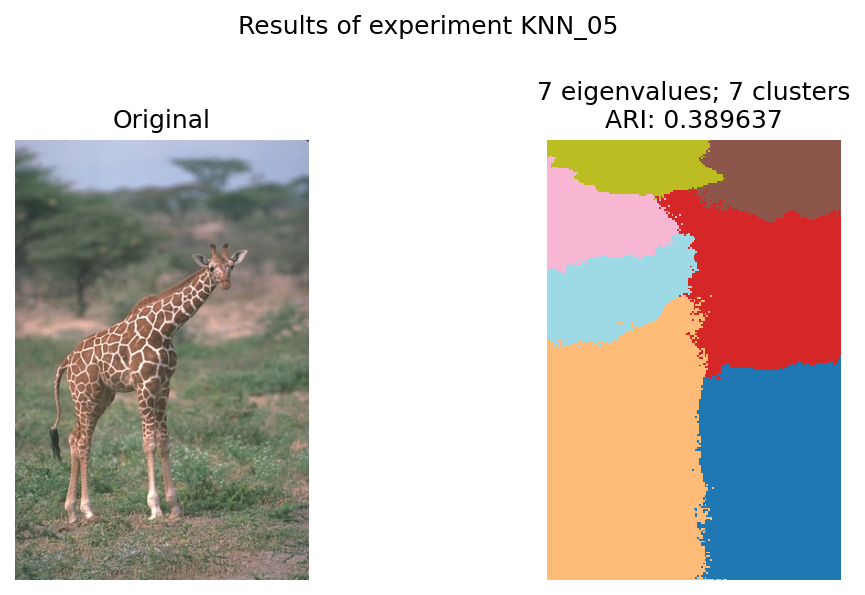 Results of experiment KNN_05
Original
7 eigenvalues; 7 clusters
ARI: 0.389637